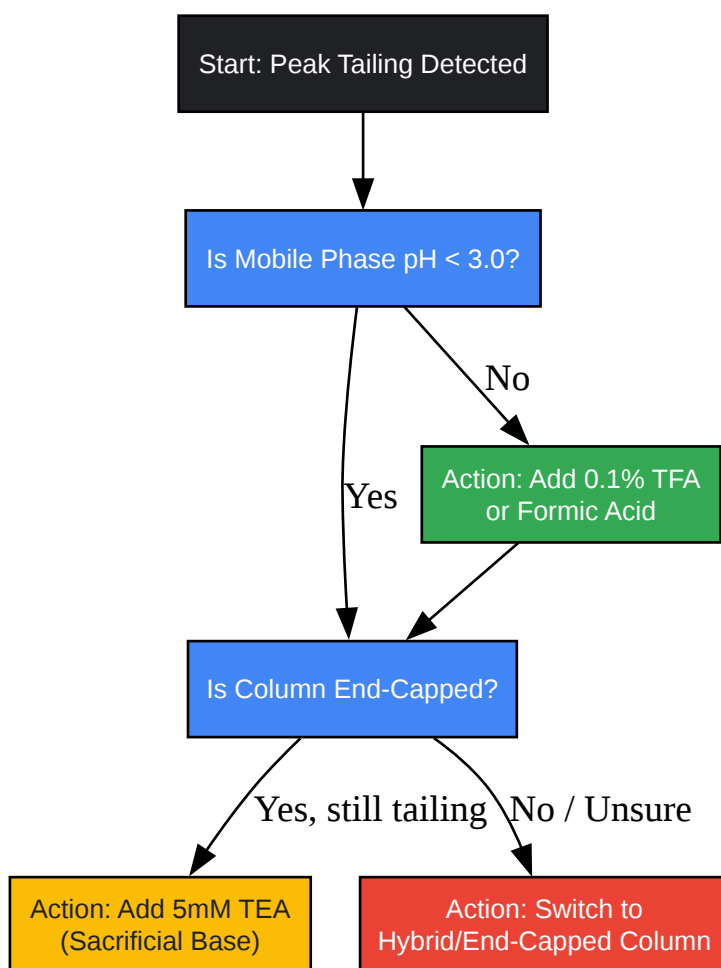 Start: Peak Tailing Detected
Is Mobile Phase pH < 3.0?
No
Action: Add 0.1% TFA
or Formic Acid
Yes
Is Column End-Capped?
Yes, still tailing
No / Unsure
Action: Add 5mM TEA
(Sacrificial Base)
Action: Switch to
Hybrid/End-Capped Column